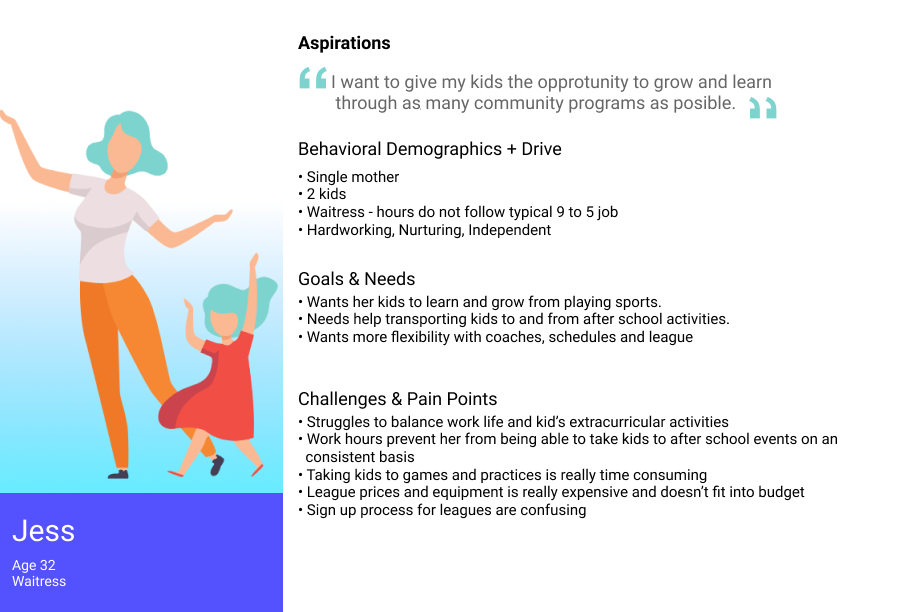 Aspirations
I want to give my kids the opprotunity to grow and learn
through as many community programs as posible.
Behavioral Demographics + Drive
• Single mother
• 2 kids
• Waitress - hours do not follow typical 9 to 5 job
• Hardworking, Nurturing, Independent
Goals & Needs
• Wants her kids to learn and grow from playing sports.
• Needs help transporting kids to and from after school activities.
• Wants more flexibility with coaches, schedules and league
Challenges & Pain Points
• Struggles to balance work life and kid’s extracurricular activities
• Work hours prevent her from being able to take kids to after school events on an
consistent basis
• Taking kids to games and practices is really time consuming
• League prices and equipment is really expensive and doesn’t fit into budget
• Sign up process for leagues are confusing
Jess
Age 32
Waitress